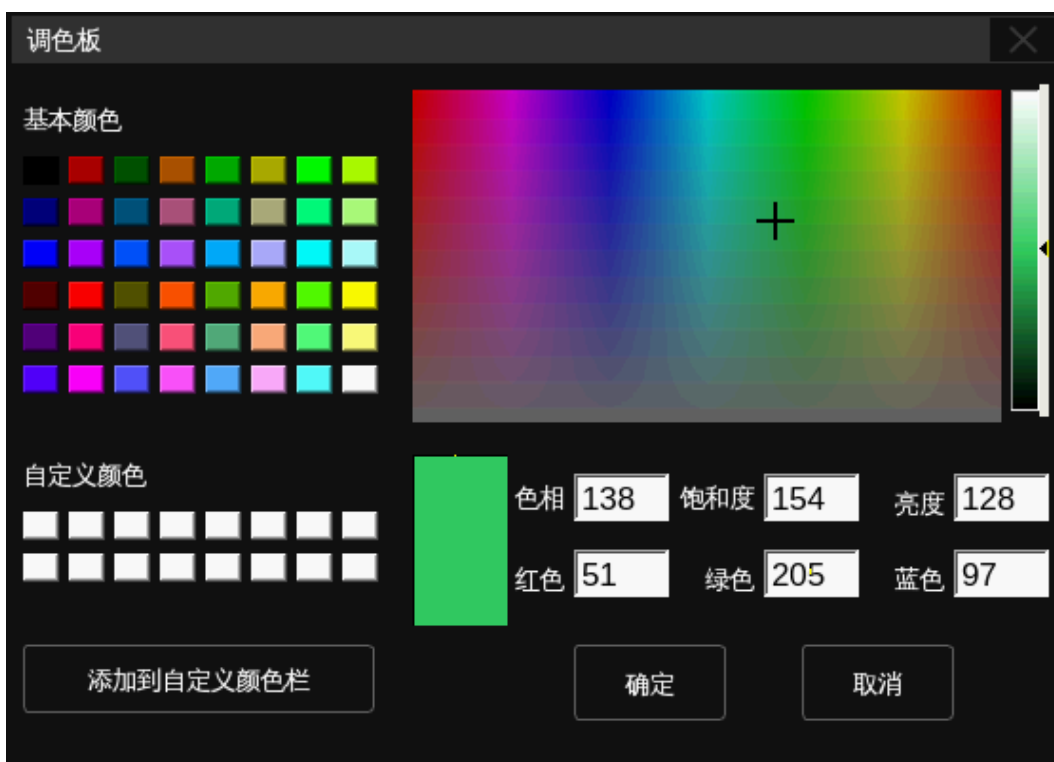 调色板
基本颜色
自定义颜色
色相 138 饱和度 154 亮度 128
红色 51 绿色 205 蓝色 97
添加到自定义颜色栏 确定 取消